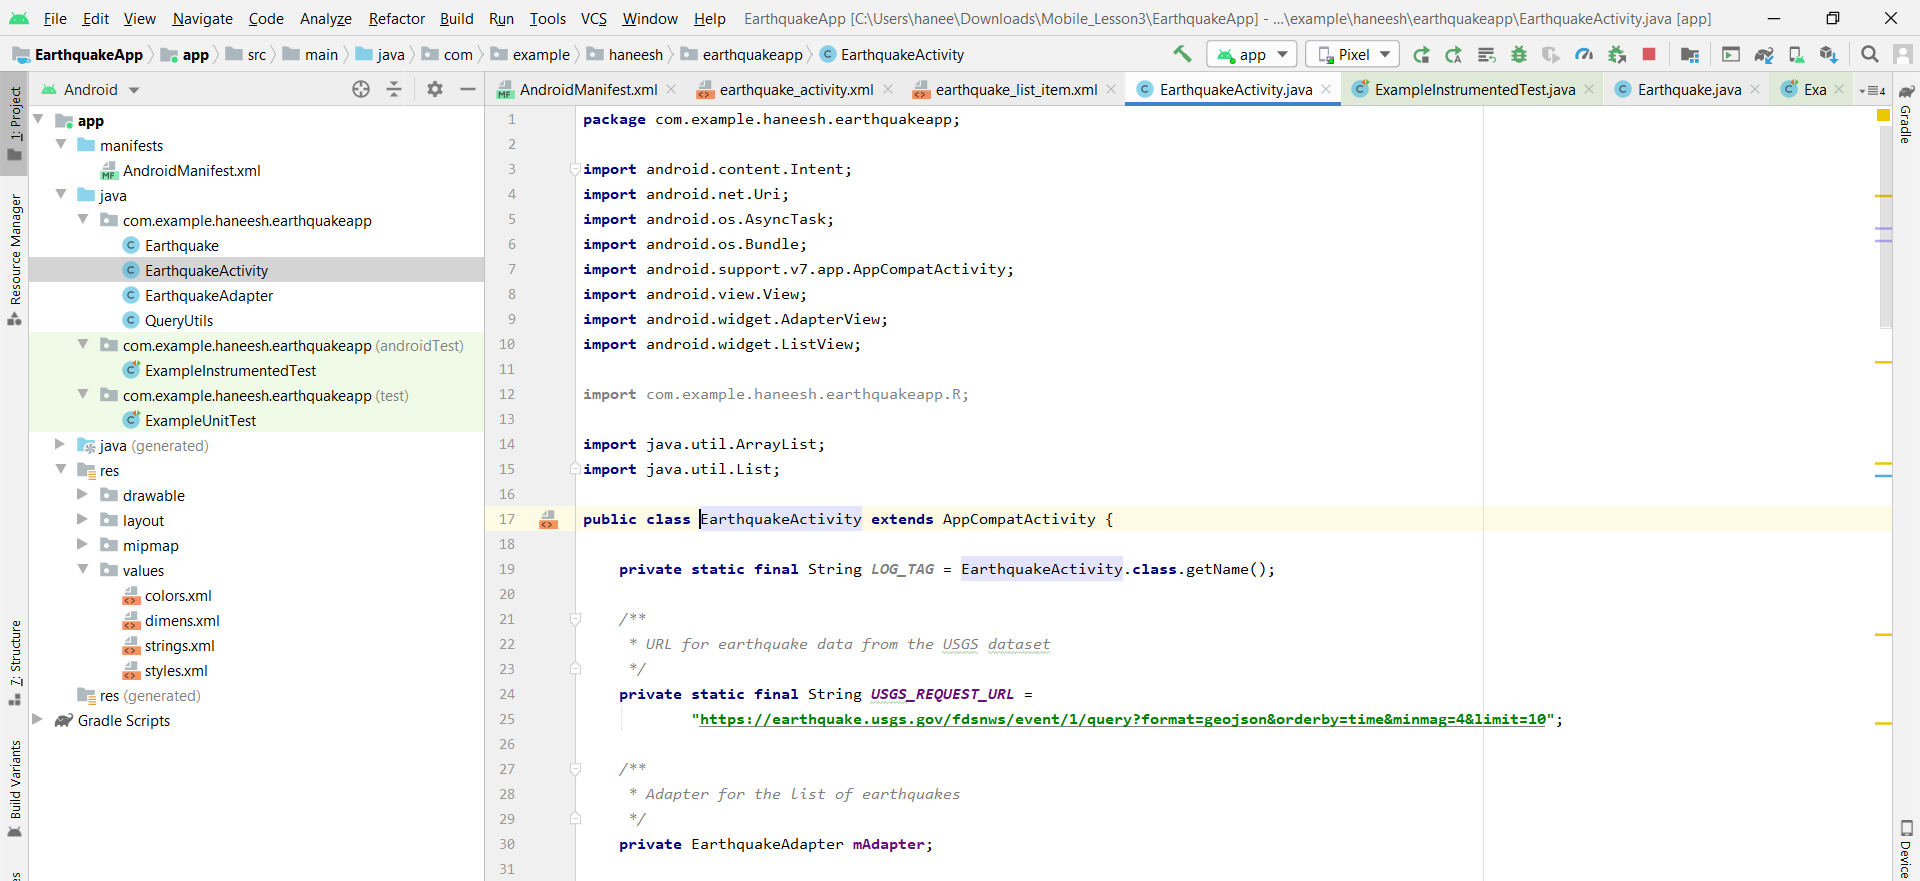 File Edit View Navigate Code Analyze Refactor Build Run Tools VCS Window Help EarthquakeApp [C:\Users\hanee\Downloads\Mobile_Lesson3\EarthquakeApp] - ...\example\haneesh\earthquakeapp\EarthquakeActivity.java [app]
EarthquakeApp app src main java com example haneesh earthquakeapp C EarthquakeActivity app Pixel
Android
MF AndroidManifest.xml earthquake_activity.xml earthquake_list_item.xml C EarthquakeActivity.java C ExampleInstrumentedTest.java C Earthquake.java C Exa 4
1: Project
Resource Manager
7: Structure
Build Variants
app
manifests
MF AndroidManifest.xml
java
com.example.haneesh.earthquakeapp
C Earthquake
C EarthquakeActivity
C EarthquakeAdapter
C QueryUtils
com.example.haneesh.earthquakeapp (androidTest)
C ExampleInstrumentedTest
com.example.haneesh.earthquakeapp (test)
C ExampleUnitTest
java (generated)
res
drawable
layout
mipmap
values
colors.xml
dimens.xml
strings.xml
styles.xml
res (generated)
Gradle Scripts
1 package com.example.haneesh.earthquakeapp;
2
3 import android.content.Intent;
4 import android.net.Uri;
5 import android.os.AsyncTask;
6 import android.os.Bundle;
7 import android.support.v7.app.AppCompatActivity;
8 import android.view.View;
9 import android.widget.AdapterView;
10 import android.widget.ListView;
11
12 import com.example.haneesh.earthquakeapp.R;
13
14 import java.util.ArrayList;
15 import java.util.List;
16
17 public class EarthquakeActivity extends AppCompatActivity {
18
19 private static final String LOG_TAG = EarthquakeActivity.class.getName();
20
21 /**
22 * URL for earthquake data from the USGS dataset
23 */
24 private static final String USGS_REQUEST_URL =
25 "https://earthquake.usgs.gov/fdsnws/event/1/query?format=geojson&orderby=time&minmag=4&limit=10";
26
27 /**
28 * Adapter for the list of earthquakes
29 */
30 private EarthquakeAdapter mAdapter;
31
Gradle
Device